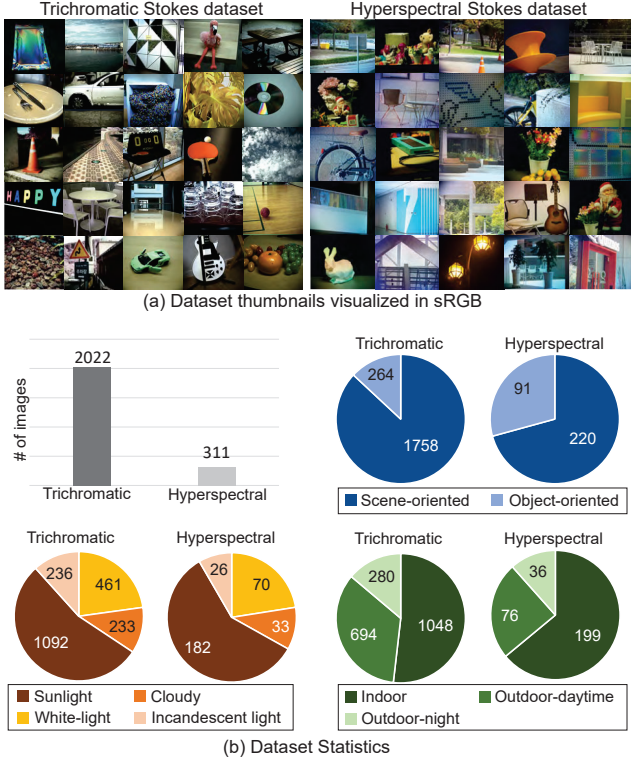 Trichromatic Stokes dataset
Hyperspectral Stokes dataset
HAPPY
(a) Dataset thumbnails visualized in sRGB
# of images
2022
311
Trichromatic
Hyperspectral
Trichromatic
Hyperspectral
264
1758
91
220
Scene-oriented
Object-oriented
Trichromatic
Hyperspectral
236
461
233
1092
26
70
33
182
Sunlight
Cloudy
White-light
Incandescent light
Trichromatic
Hyperspectral
280
694
1048
36
76
199
Indoor
Outdoor-daytime
Outdoor-night
(b) Dataset Statistics